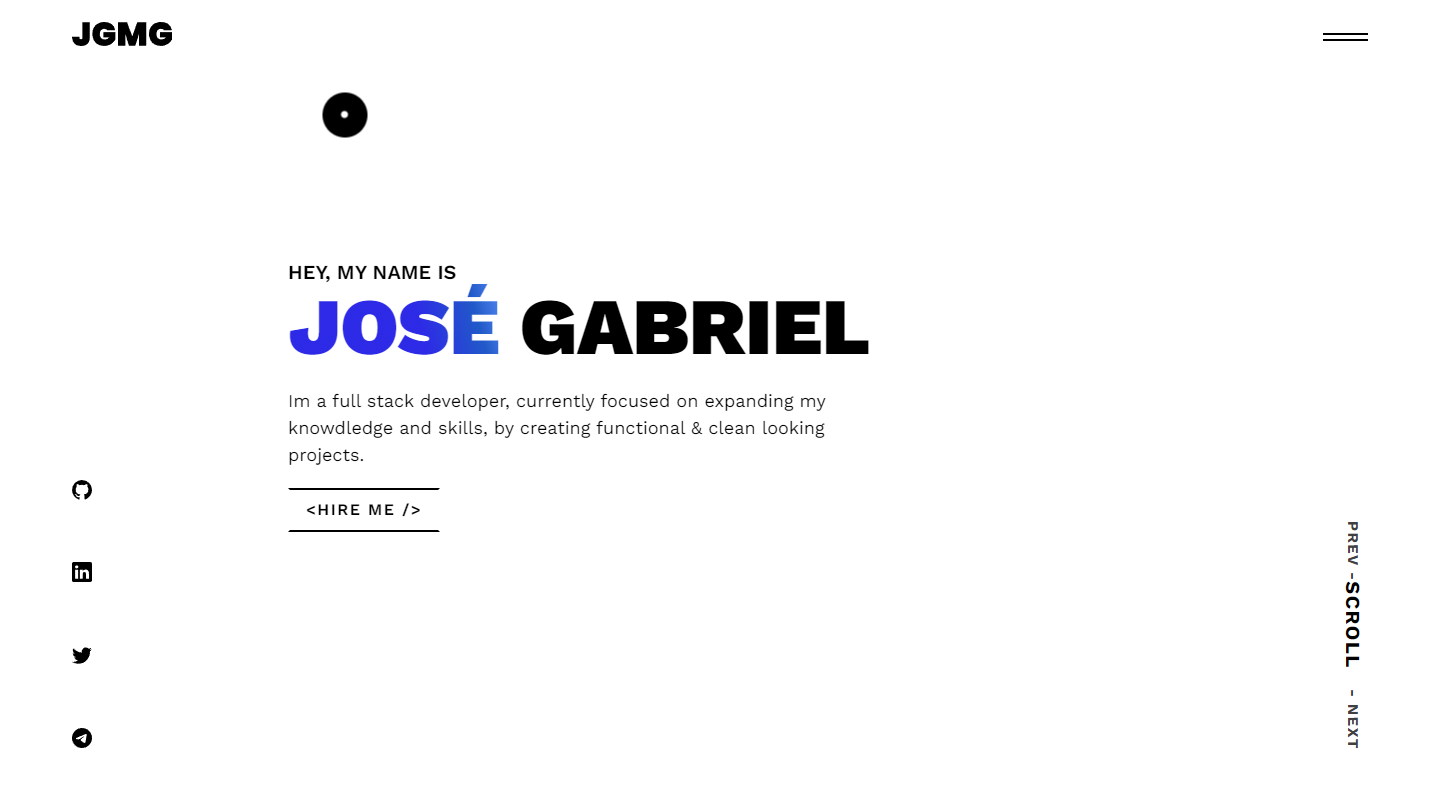 JGMG
HEY, MY NAME IS
JOSÉ GABRIEL
Im a full stack developer, currently focused on expanding my
knowdledge and skills, by creating functional & clean looking
projects.
<HIRE ME />
PREV -
SCROLL
- NEXT